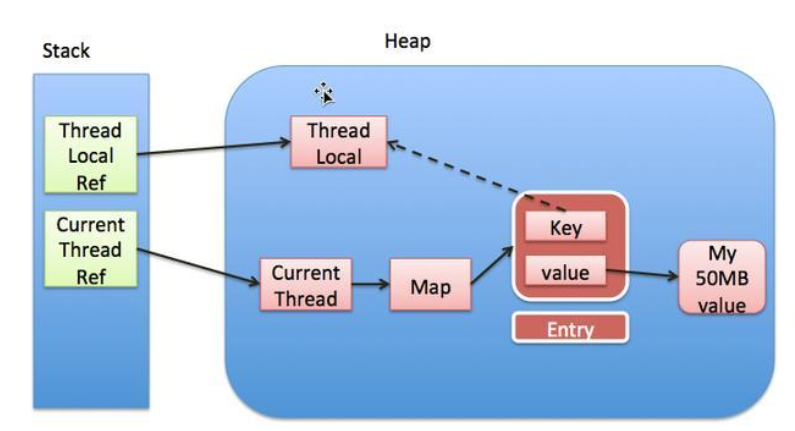 Stack
Heap
Thread
Local
Ref
Thread
Local
Current
Thread
Ref
Key
value
Current
Thread
Map
My
50MB
value
Entry